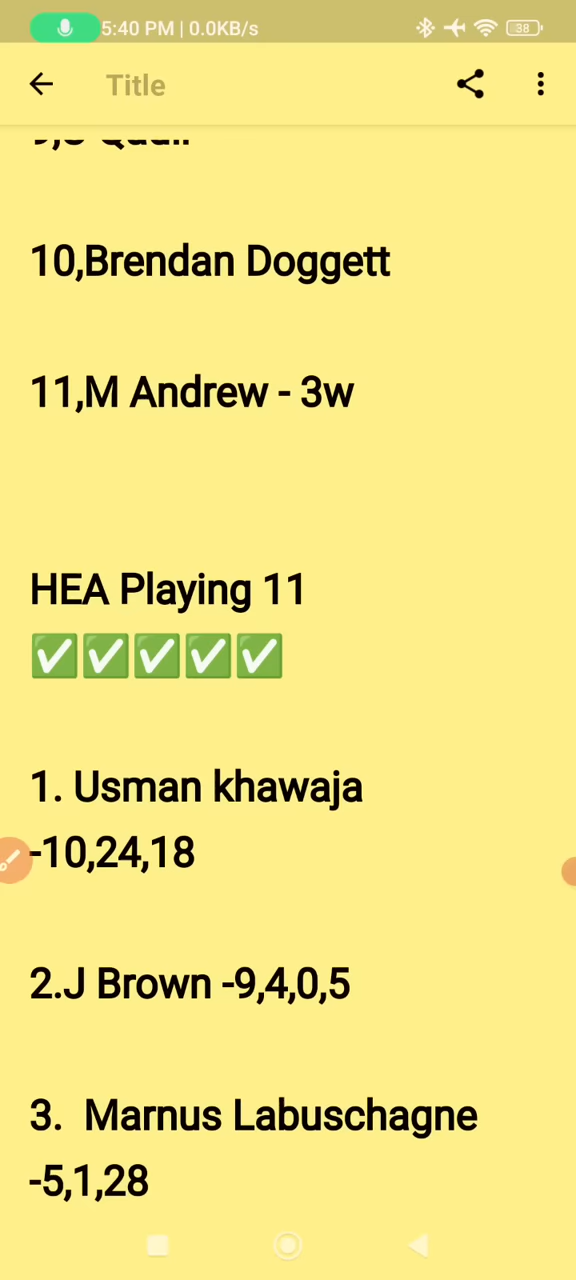 5:40 PM | 0.0KB/s 38
Title
10,Brendan Doggett
11,M Andrew - 3w
HEA Playing 11
✅✅✅✅✅
1. Usman khawaja
-10,24,18
2.J Brown -9,4,0,5
3. Marnus Labuschagne
-5,1,28